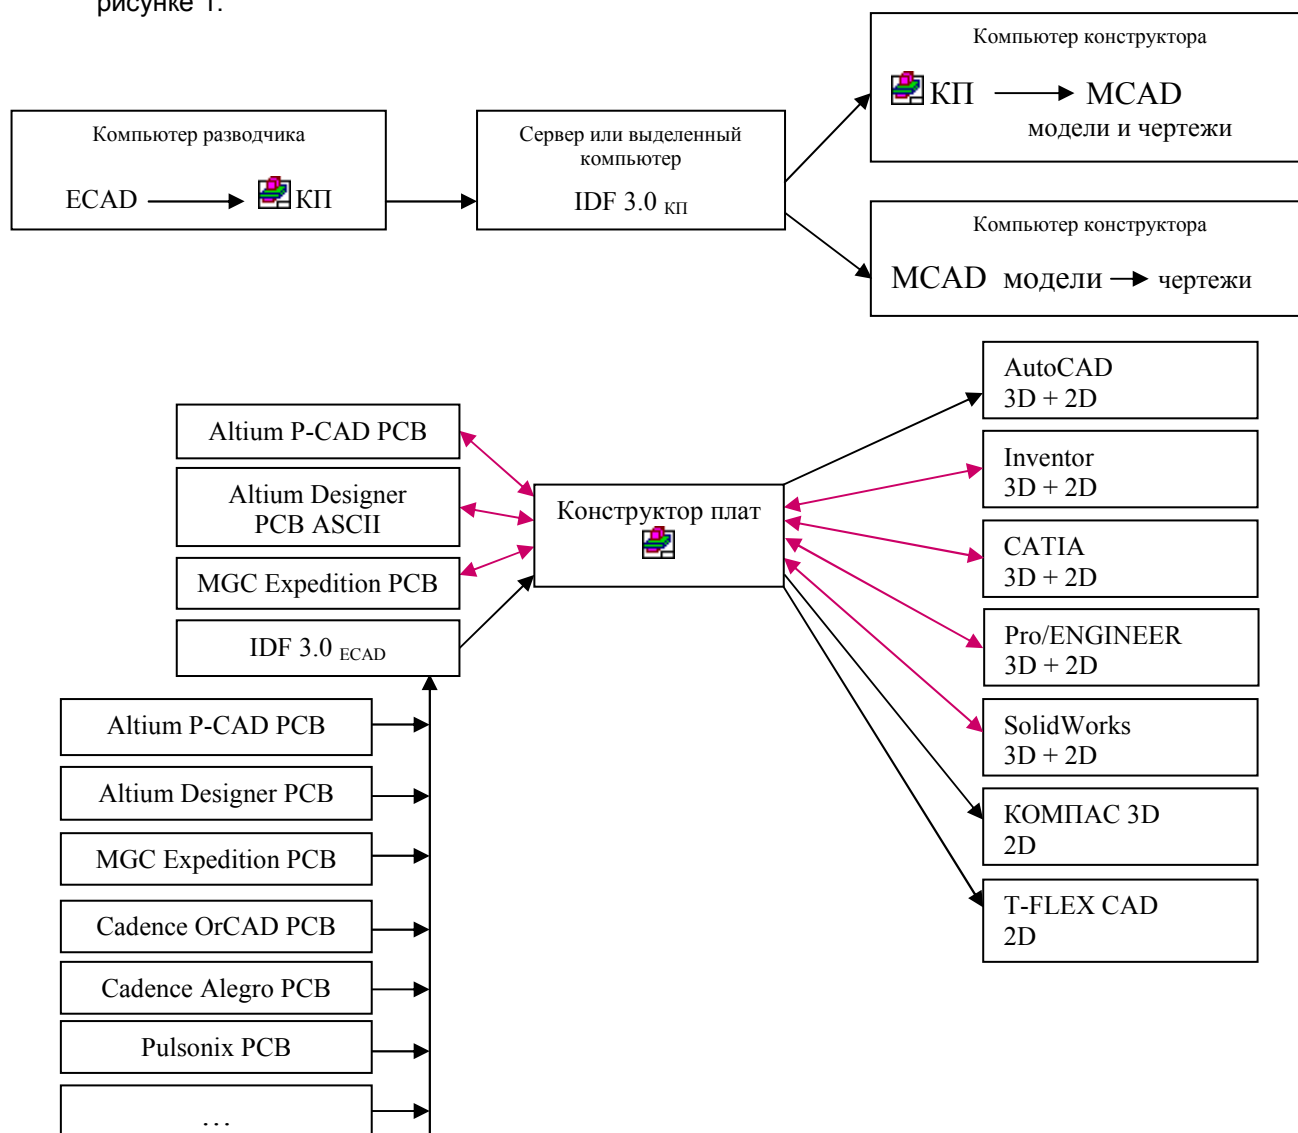 рисунке 1.
Компьютер разводчика
ECAD КП
Сервер или выделенный
компьютер
IDF 3.0 КП
Компьютер конструктора
КП MCAD
модели и чертежи
Компьютер конструктора
MCAD модели чертежи
Altium P-CAD PCB
Altium Designer
PCB ASCII
MGC Expedition PCB
IDF 3.0 ECAD
Altium P-CAD PCB
Altium Designer PCB
MGC Expedition PCB
Cadence OrCAD PCB
Cadence Alegro PCB
Pulsonix PCB
...
Конструктор плат
AutoCAD
3D + 2D
Inventor
3D + 2D
CATIA
3D + 2D
Pro/ENGINEER
3D + 2D
SolidWorks
3D + 2D
КОМПАС 3D
2D
T-FLEX CAD
2D